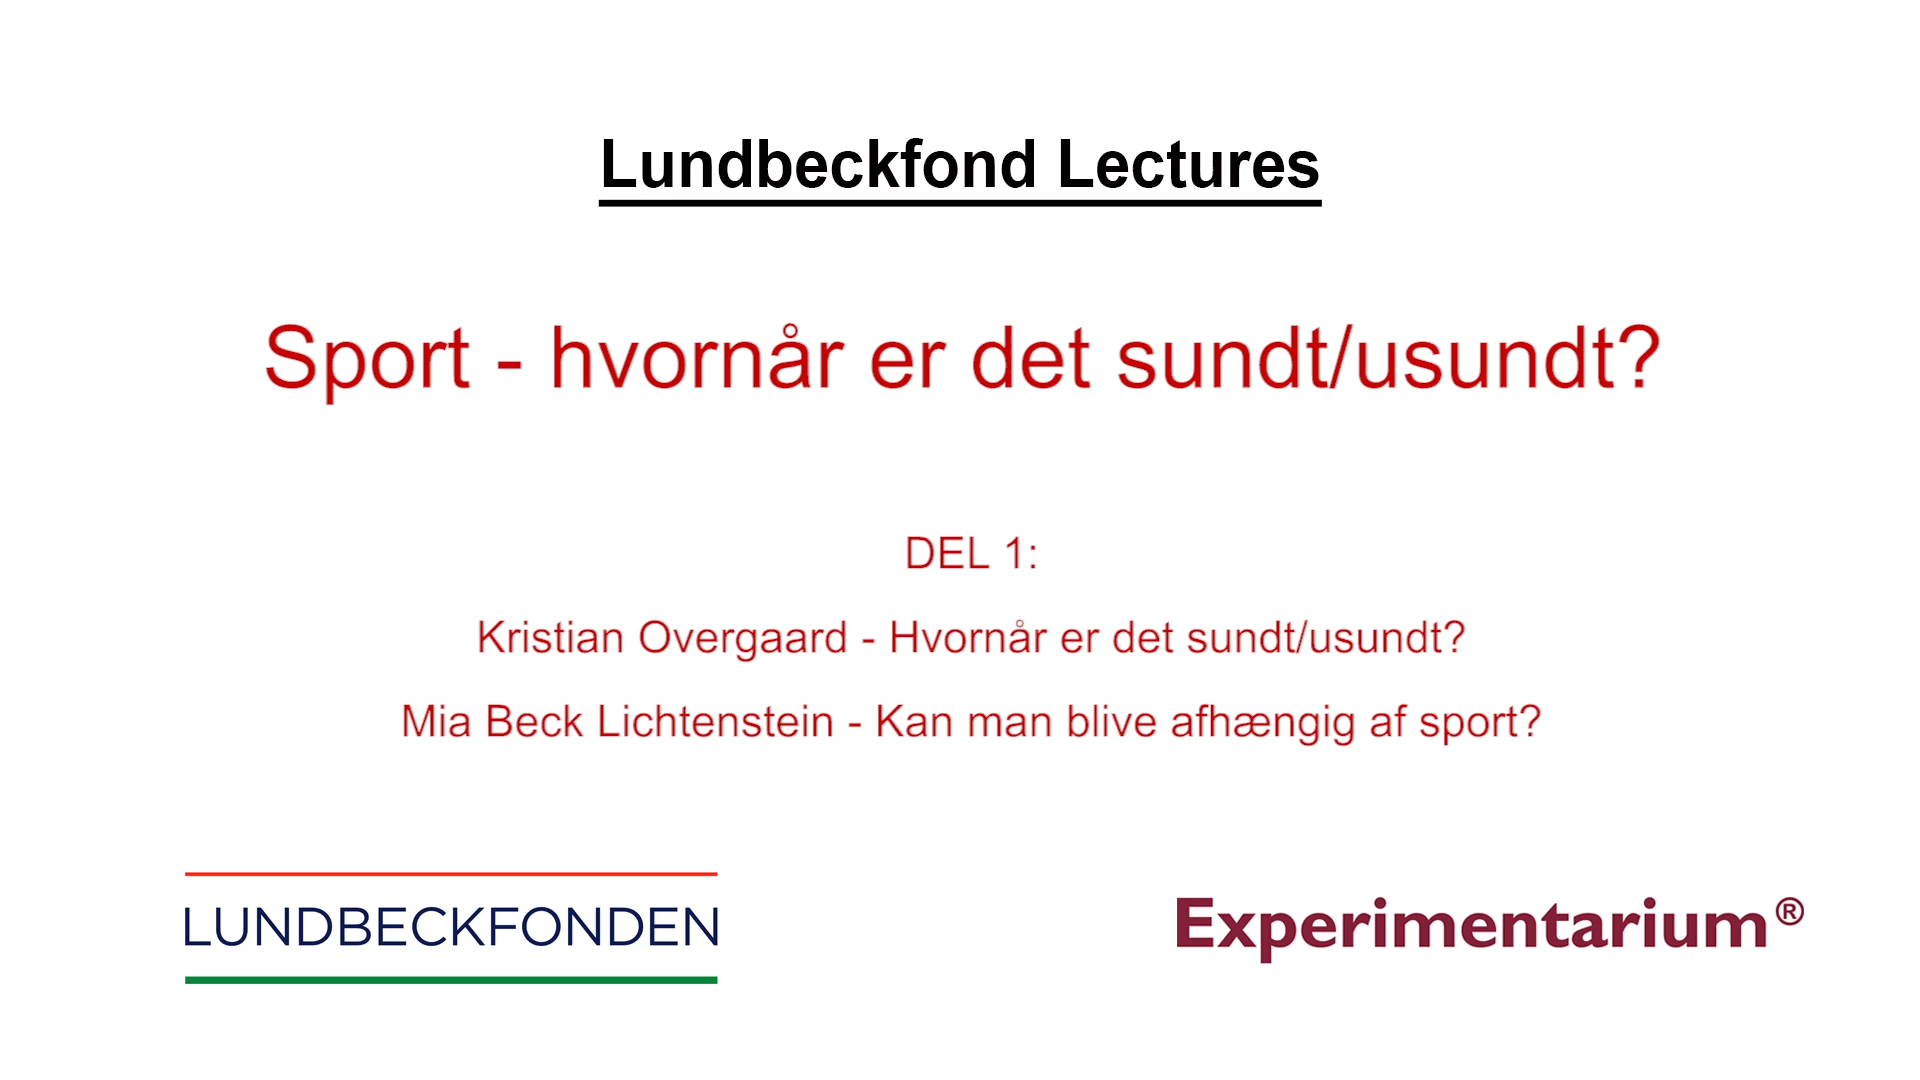 Lundbeckfond Lectures
Sport - hvornår er det sundt/usundt?
DEL 1:
Kristian Overgaard - Hvornår er det sundt/usundt?
Mia Beck Lichtenstein - Kan man blive afhængig af sport?
LUNDBECKFONDEN
Experimentarium®